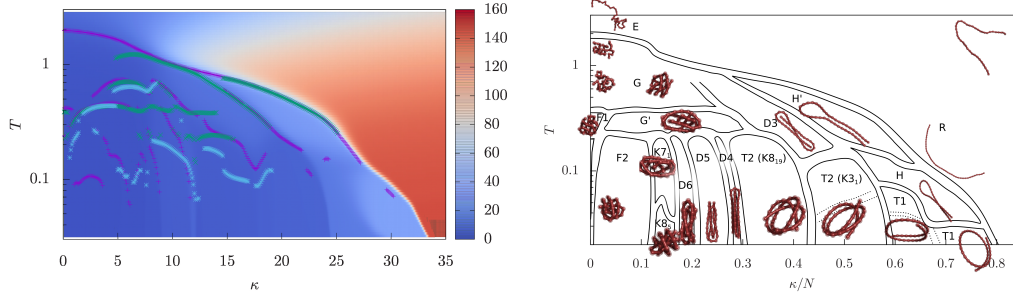 160
140
120
100
80
60
40
20
0
1
0.1
T
0 5 10 15 20 25 30 35
κ
E
G
H'
F1
G'
D3
R
K7₁
F2
D5
D4
T2 (K8₁₉)
T2 (K3₁)
H
D6
T1
K8₅
T1
1
0.1
T
0 0.1 0.2 0.3 0.4 0.5 0.6 0.7 0.8
κ/N